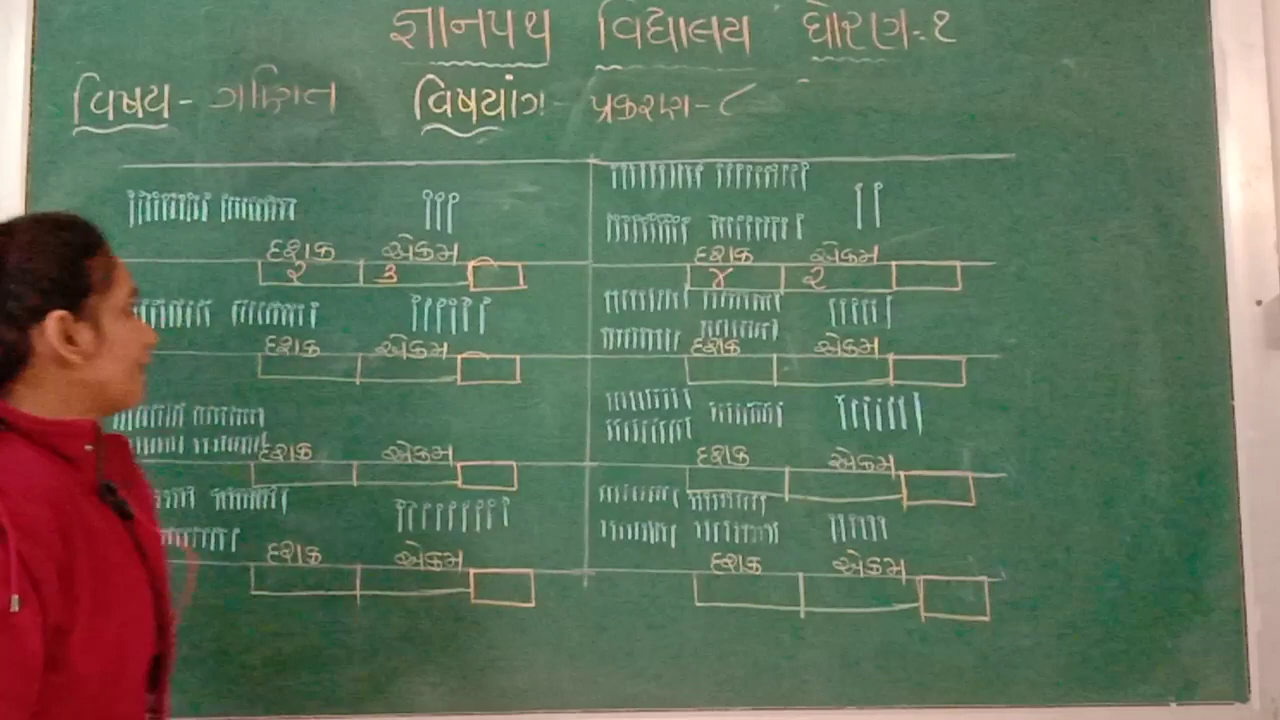 જ્ઞાનપથ વિદ્યાલય ધોરણ:૧
વિષય - ગણિત વિષયાંગ - પ્રકરણ - ૮
દશક એકમ દશક એકમ
૨ ૩ ૪ ૨
દશક એકમ દશક એકમ
દશક એકમ દશક એકમ
દશક એકમ દશક એકમ